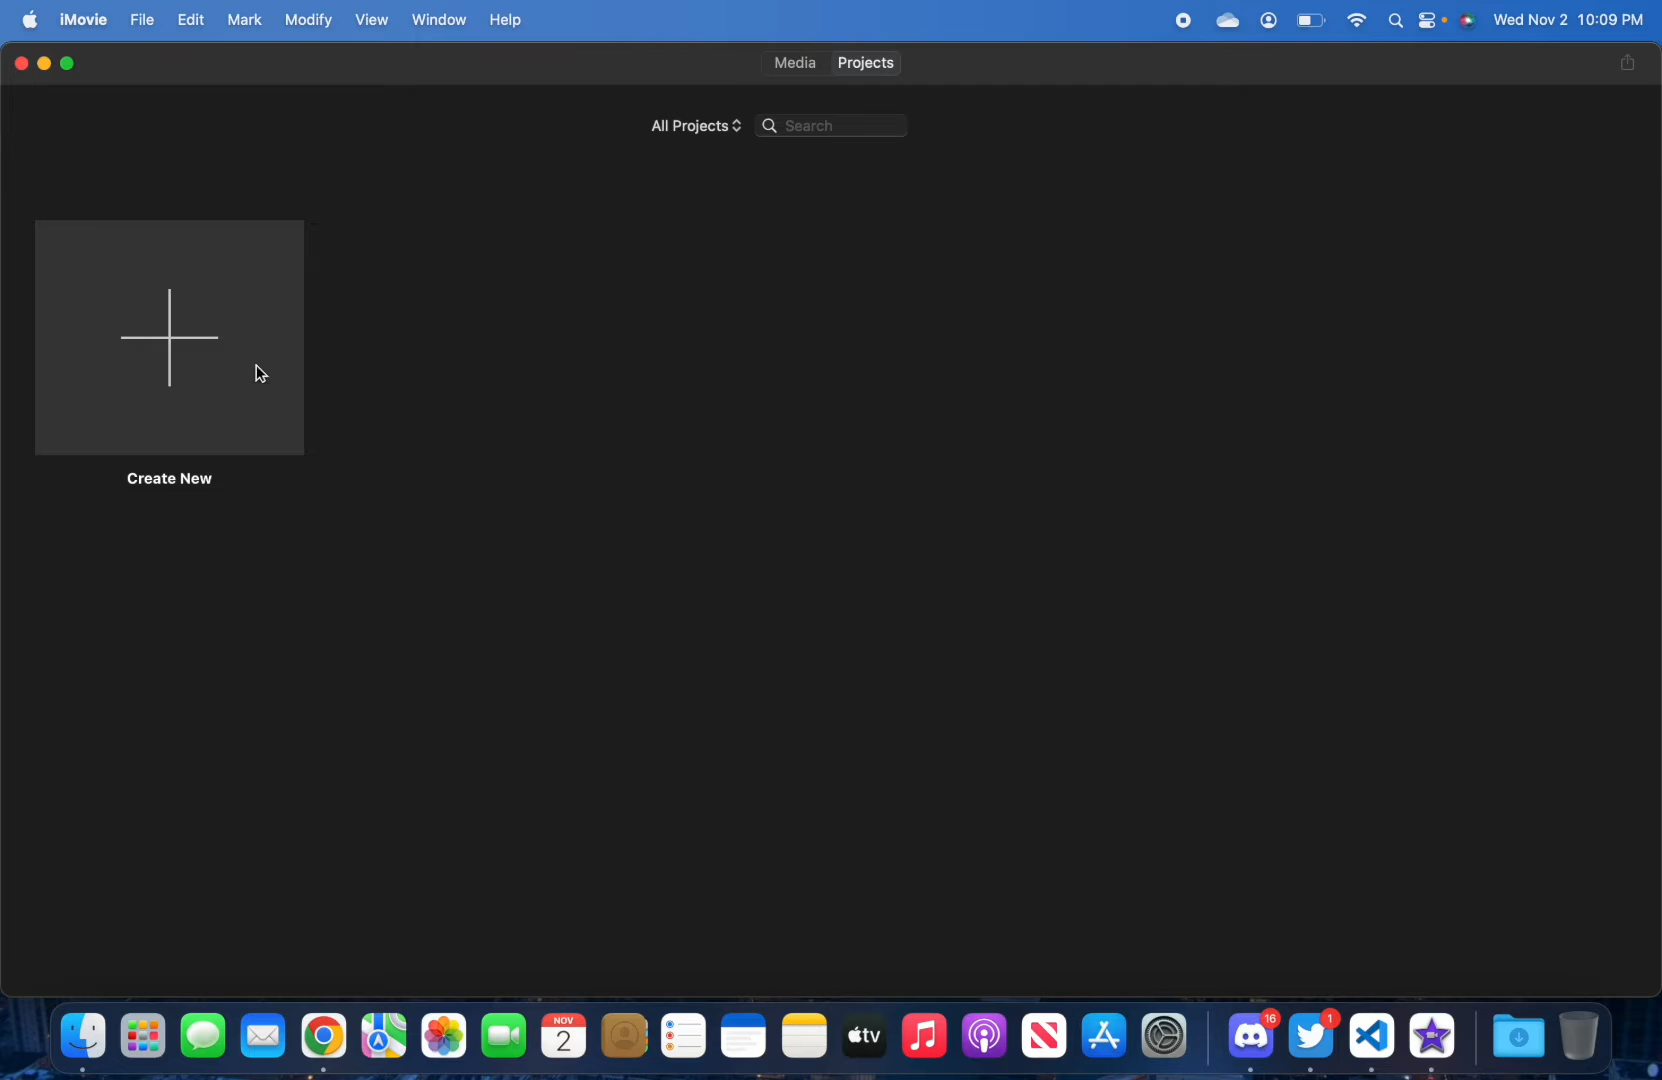 iMovie File Edit Mark Modify View Window Help Wed Nov 2 10:09 PM
Media Projects
All Projects Search
Create New
NOV
2
tv
16
1